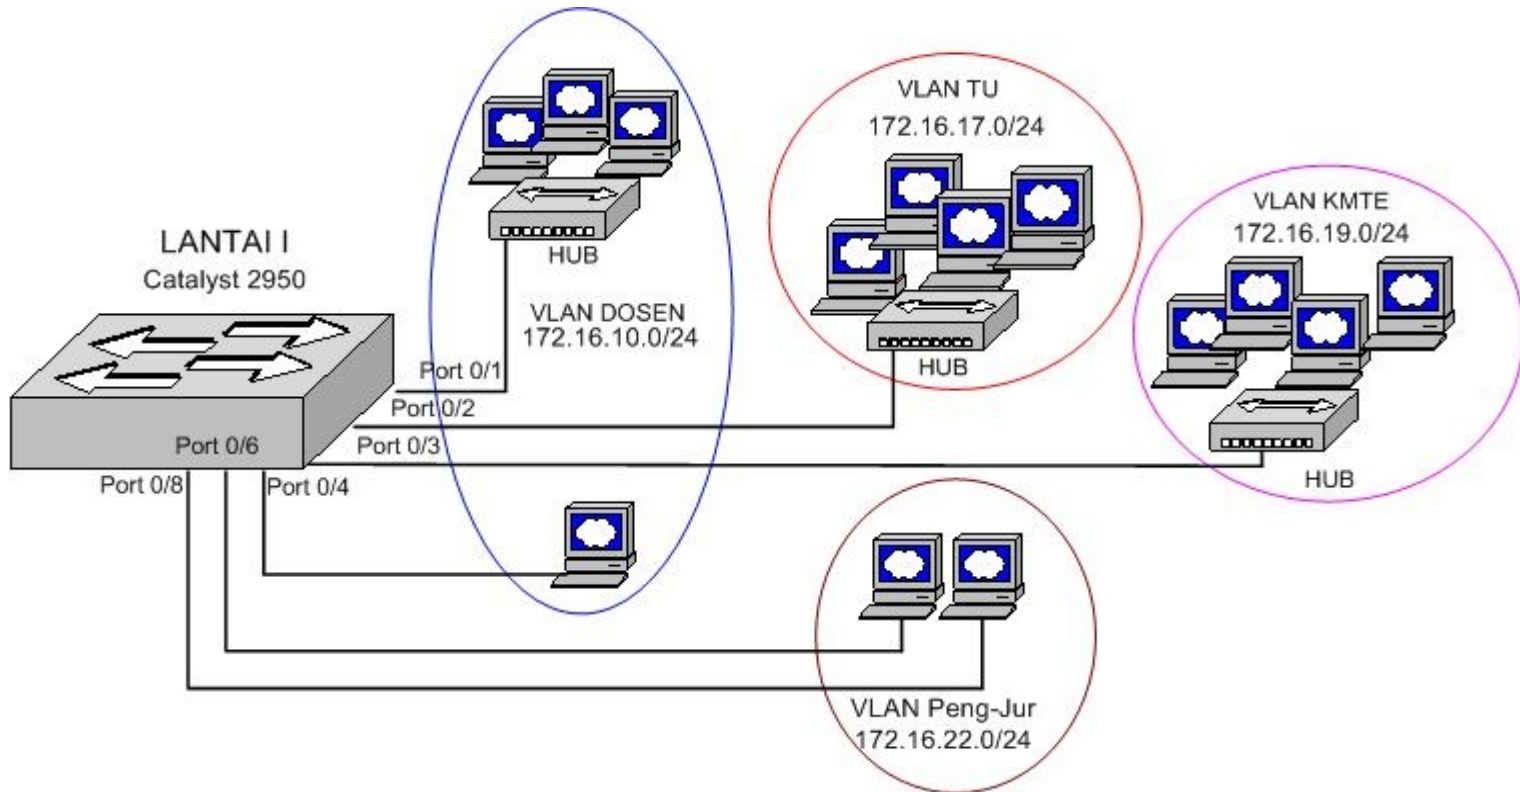 VLAN TU
172.16.17.0/24
VLAN KMTE
172.16.19.0/24
LANTAI I
Catalyst 2950
HUB
VLAN DOSEN
172.16.10.0/24
HUB
Port 0/1
Port 0/2
Port 0/6
Port 0/3
Port 0/8
Port 0/4
HUB
VLAN Peng-Jur
172.16.22.0/24